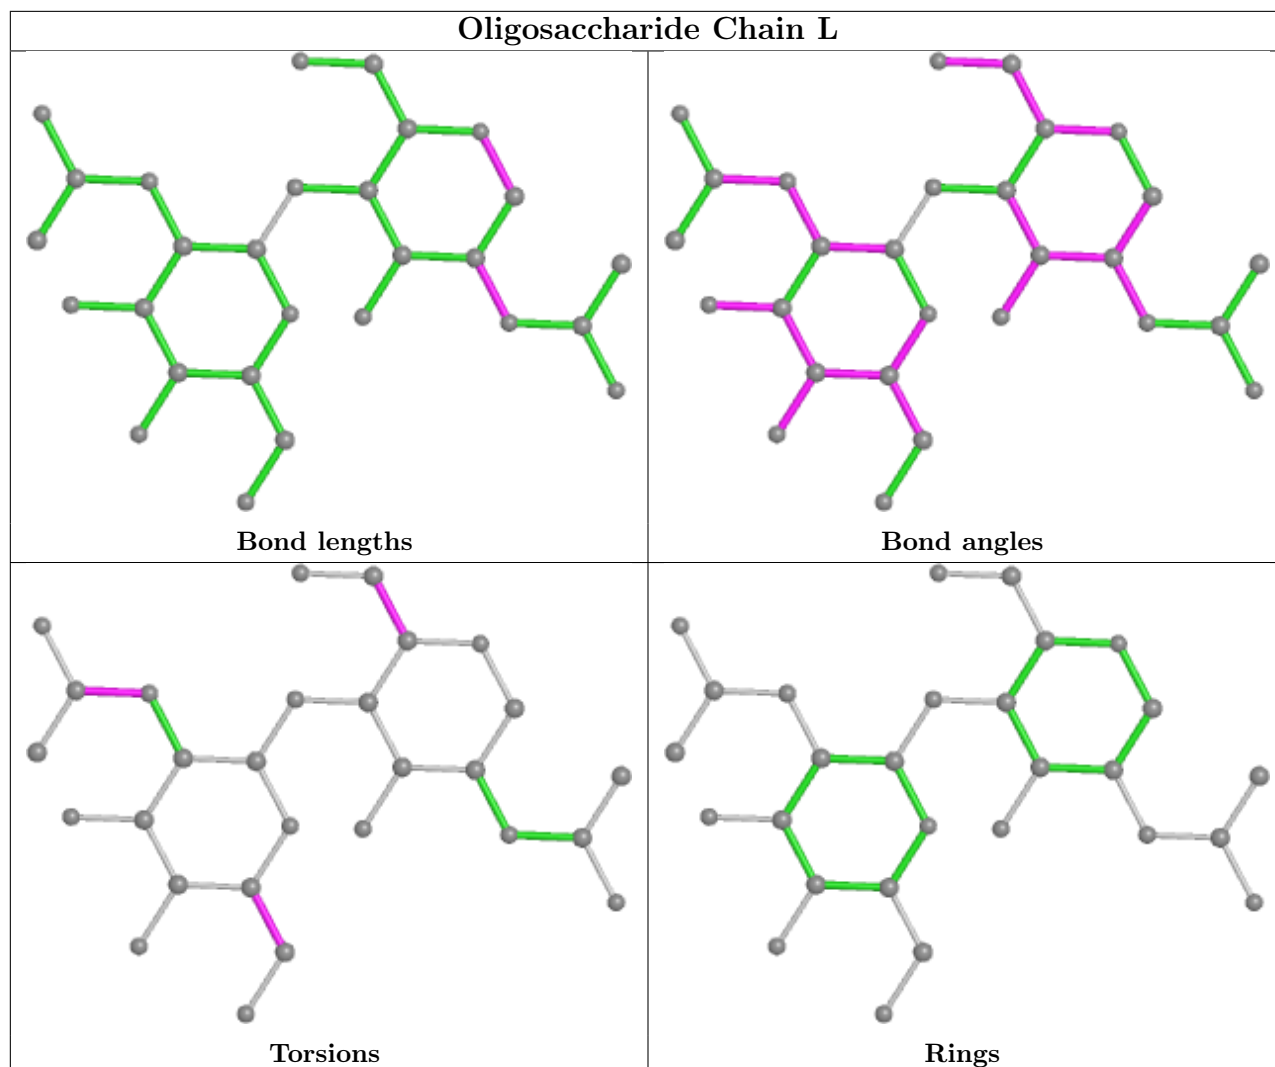 Oligosaccharide Chain L
Bond lengths
Bond angles
Torsions
Rings